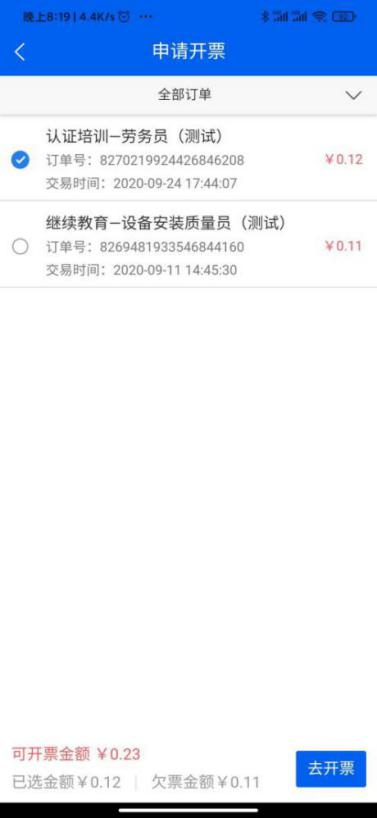 晚上8:19 | 4.4K/s
申请开票
全部订单
认证培训—劳务员（测试）
订单号：8270219924426846208
￥0.12
交易时间：2020-09-24 17:44:07
继续教育—设备安装质量员（测试）
订单号：8269481933546844160
￥0.11
交易时间：2020-09-11 14:45:30
可开票金额 ￥0.23
已选金额￥0.12 | 欠票金额￥0.11
去开票